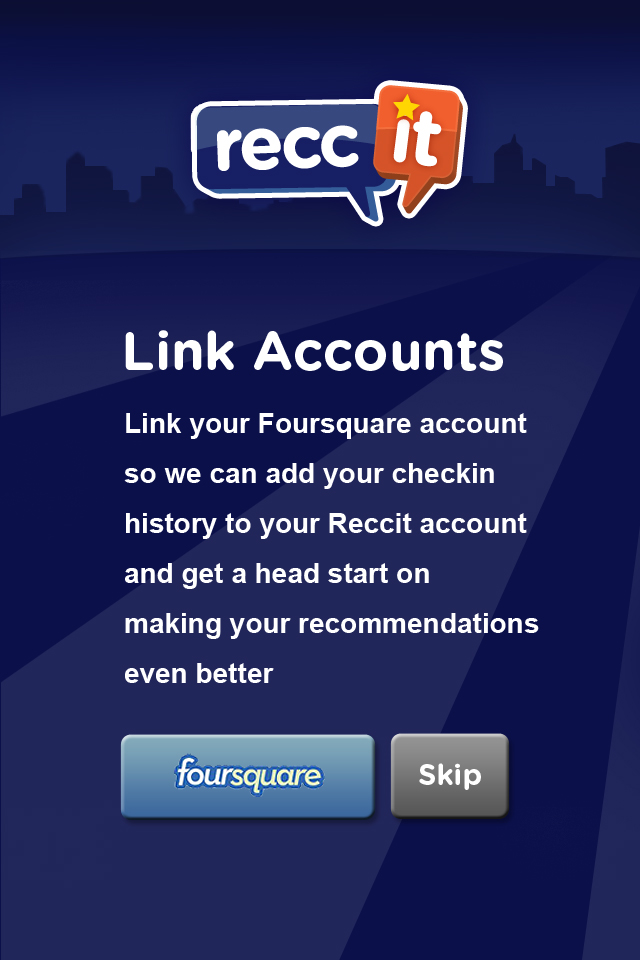 recc it
Link Accounts
Link your Foursquare account
so we can add your checkin
history to your Reccit account
and get a head start on
making your recommendations
even better
foursquare
Skip